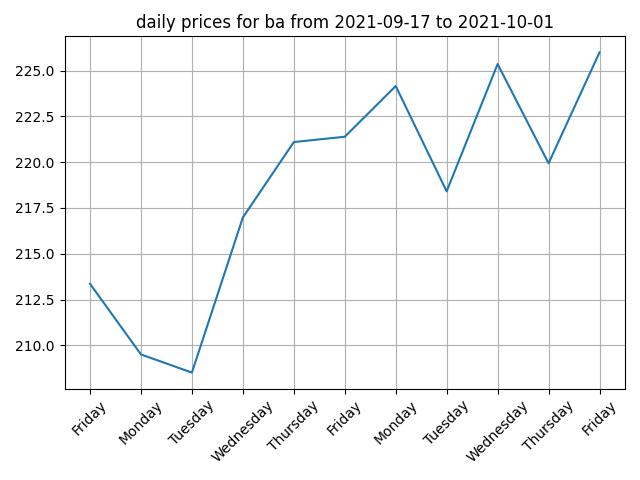 daily prices for ba from 2021-09-17 to 2021-10-01
225.0
222.5
220.0
217.5
215.0
212.5
210.0
Friday
Monday
Tuesday
Wednesday
Thursday
Friday
Monday
Tuesday
Wednesday
Thursday
Friday